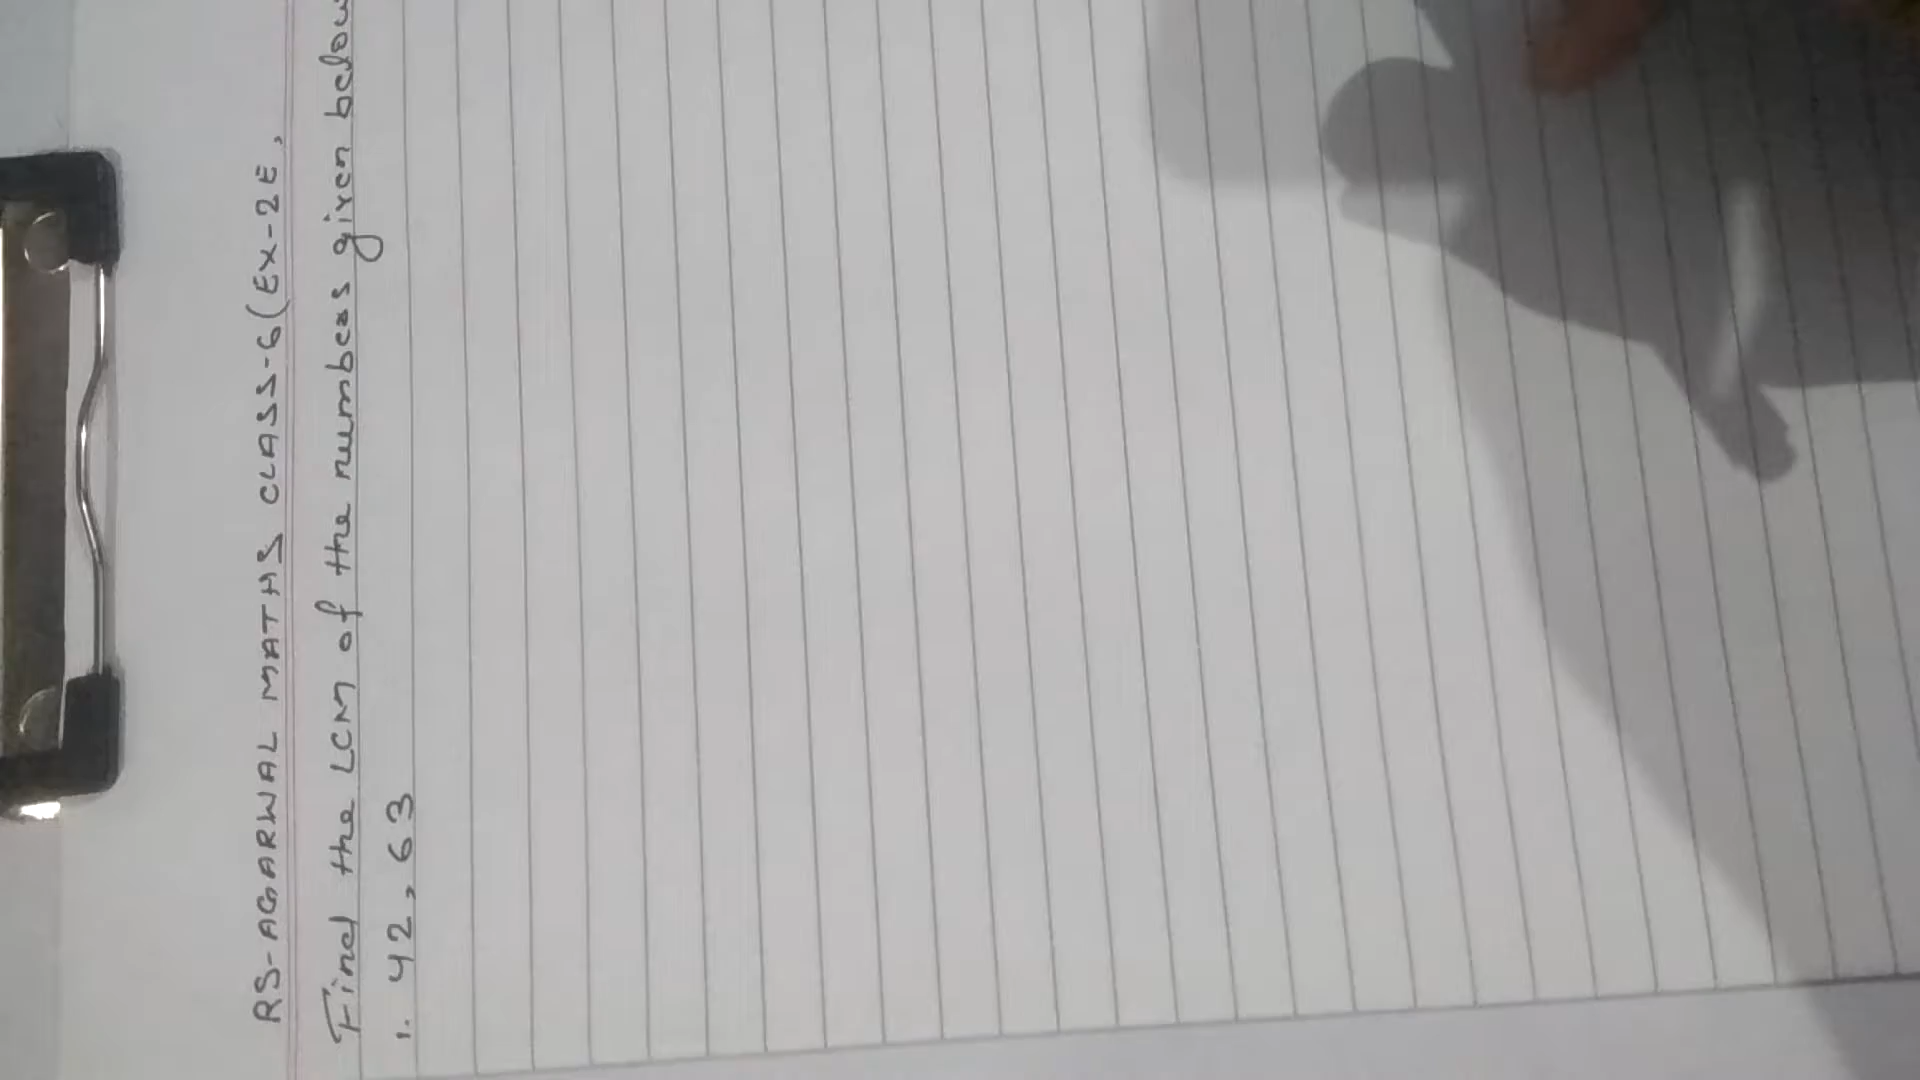 RS-AGARWAL MATHS CLASS-6 (EX-2E,
Find the LCM of the numbers given below
1. 42, 63